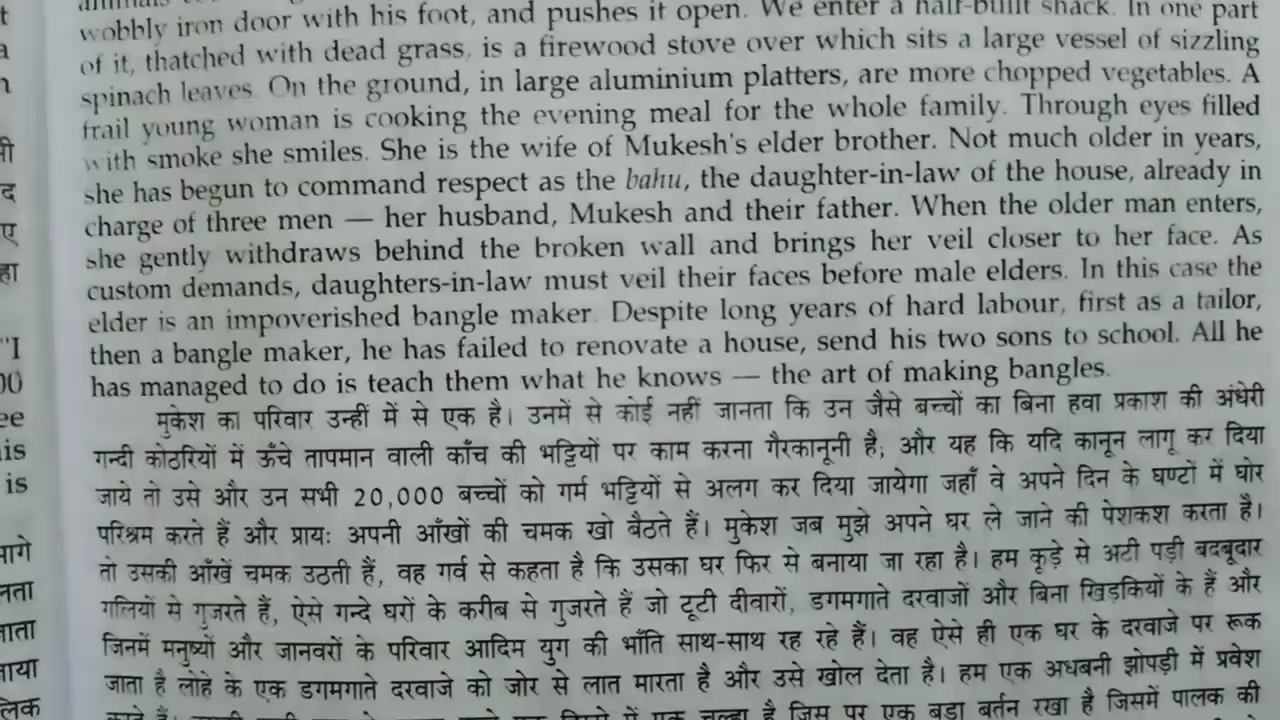 wobbly iron door with his foot, and pushes it open. We enter a half-built shack. In one part
of it, thatched with dead grass, is a firewood stove over which sits a large vessel of sizzling
spinach leaves. On the ground, in large aluminium platters, are more chopped vegetables. A
frail young woman is cooking the evening meal for the whole family. Through eyes filled
with smoke she smiles. She is the wife of Mukesh's elder brother. Not much older in years,
she has begun to command respect as the bahu, the daughter-in-law of the house, already in
charge of three men — her husband, Mukesh and their father. When the older man enters,
she gently withdraws behind the broken wall and brings her veil closer to her face. As
custom demands, daughters-in-law must veil their faces before male elders. In this case the
elder is an impoverished bangle maker. Despite long years of hard labour, first as a tailor,
then a bangle maker, he has failed to renovate a house, send his two sons to school. All he
has managed to do is teach them what he knows — the art of making bangles.
मुकेश का परिवार उन्हीं में से एक है। उनमें से कोई नहीं जानता कि उन जैसे बच्चों का बिना हवा प्रकाश की अंधेरी
गन्दी कोठरियों में ऊँचे तापमान वाली काँच की भट्टियों पर काम करना गैरकानूनी है; और यह कि यदि कानून लागू कर दिया
जाये तो उसे और उन सभी 20,000 बच्चों को गर्म भट्टियों से अलग कर दिया जायेगा जहाँ वे अपने दिन के घण्टों में घोर
परिश्रम करते हैं और प्रायः अपनी आँखों की चमक खो बैठते हैं। मुकेश जब मुझे अपने घर ले जाने की पेशकश करता है।
तो उसकी आँखें चमक उठती हैं, वह गर्व से कहता है कि उसका घर फिर से बनाया जा रहा है। हम कूड़े से अटी पड़ी बदबूदार
गलियों से गुजरते हैं, ऐसे गन्दे घरों के करीब से गुजरते हैं जो टूटी दीवारों, डगमगाते दरवाजों और बिना खिड़कियों के हैं और
जिनमें मनुष्यों और जानवरों के परिवार आदिम युग की भाँति साथ-साथ रह रहे हैं। वह ऐसे ही एक घर के दरवाजे पर रूक
जाता है लोहे के एक डगमगाते दरवाजे को जोर से लात मारता है और उसे खोल देता है। हम एक अधबनी झोपड़ी में प्रवेश
में एक चूल्हा है जिस पर एक बड़ा बर्तन रखा है जिसमें पालक की